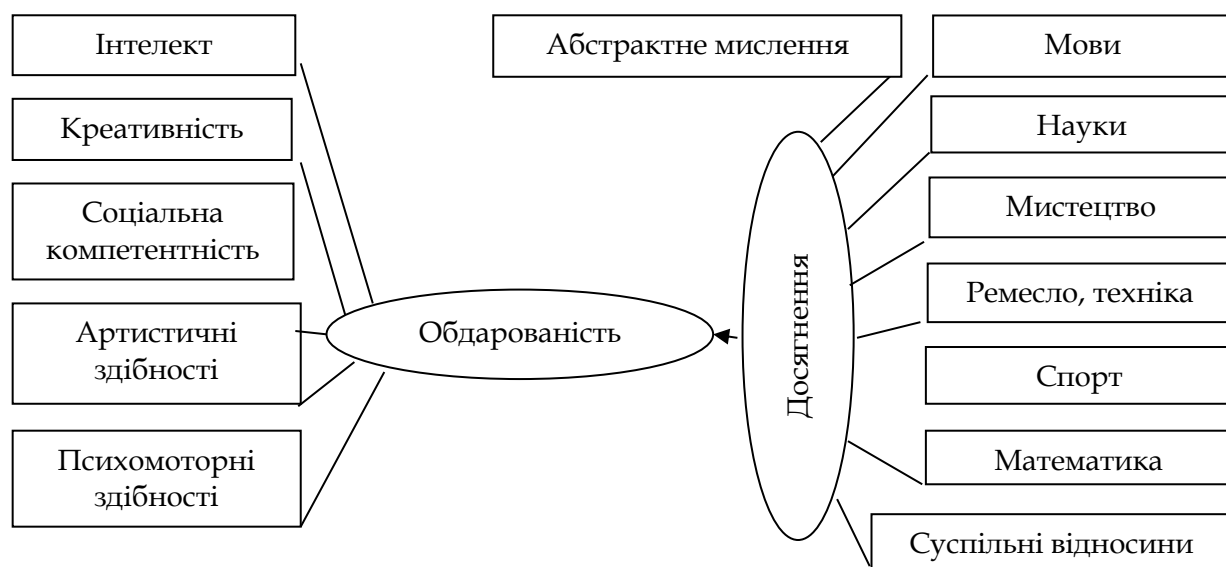 Інтелект
Креативність
Соціальна
компетентність
Артистичні
здібності
Психомоторні
здібності
Обдарованість
Досягнення
Абстрактне мислення
Мови
Науки
Мистецтво
Ремесло, техніка
Спорт
Математика
Суспільні відносини